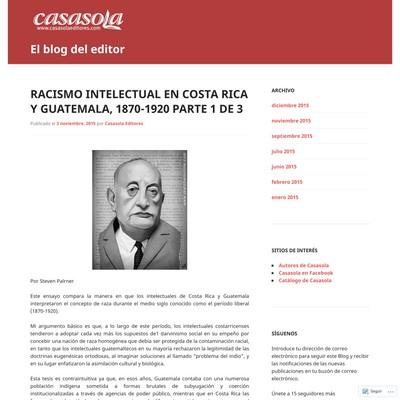 casasola
www.casasolaeditores.com
El blog del editor
RACISMO INTELECTUAL EN COSTA RICA
Y GUATEMALA, 1870-1920 PARTE 1 DE 3
Publicado el 3 noviembre, 2015 por Casasola Editores
Por Steven Palmer
Este ensayo compara la manera en que los intelectuales de Costa Rica y Guatemala
interpretaron el concepto de raza durante el medio siglo conocido como el período liberal
(1870-1920).
Mi argumento básico es que, a lo largo de este período, los intelectuales costarricenses
tendieron a adoptar cada vez más los supuestos de1 darvinismo social en su empeño por
concebir una nación de raza homogénea que debía ser protegida de la contaminación racial,
en tanto que los intelectuales guatemaltecos en su mayoría rechazaron la legitimidad de las
doctrinas eugenésicas ortodoxas, al imaginar soluciones al llamado "problema del indio", y
en su lugar enfatizaron la asimilación cultural y biológica.
Esta tesis es contraintuitiva ya que, en esos años, Guatemala contaba con una numerosa
población indígena sometida a formas brutales de subyugación y coerción
institucionalizadas a través de agencias de poder público, mientras que en Costa Rica las
ARCHIVO
diciembre 2015
noviembre 2015
septiembre 2015
julio 2015
junio 2015
febrero 2015
enero 2015
SITIOS DE INTERÉS
Autores de Casasola
Casasola en Facebook
Catálogo de Casasola
SÍGUENOS
Introduce tu dirección de correo
electrónico para seguir este Blog y recibir
las notificaciones de las nuevas
publicaciones en tu buzón de correo
electrónico.
Únete a 15 seguidores más
Seguir